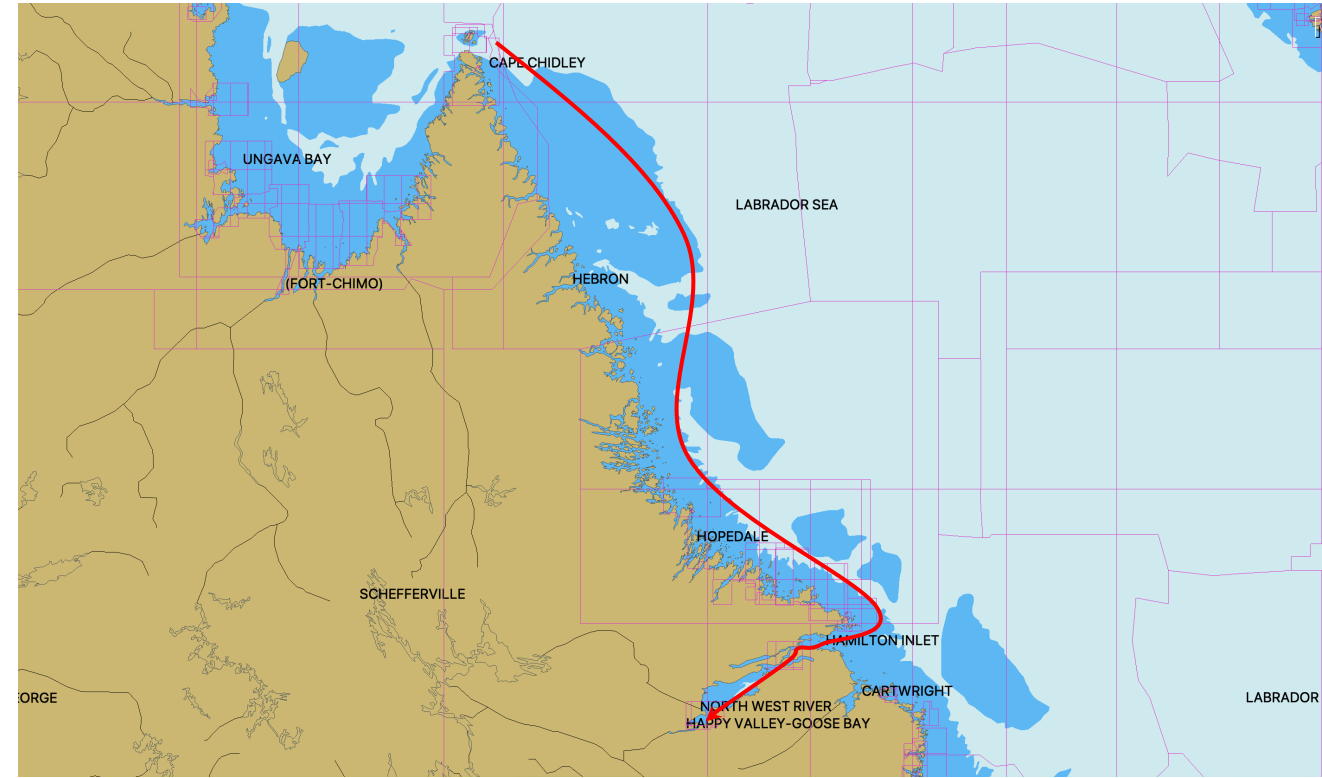 CAPE CHIDLEY
UNGAVA BAY
LABRADOR SEA
HEBRON
(FORT-CHIMO)
HOPEDALE
SCHEFFERVILLE
HAMILTON INLET
CARTWRIGHT
EORGE
LABRADOR
NORTH WEST RIVER
HAPPY VALLEY-GOOSE BAY